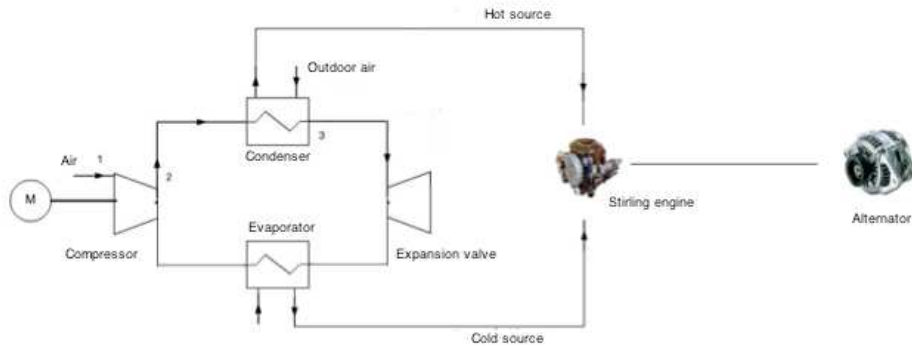 Hot source
Outdoor air
Air
1
2
3
Condenser
M
Compressor
Evaporator
Expansion valve
Stirling engine
Alternator
Cold source